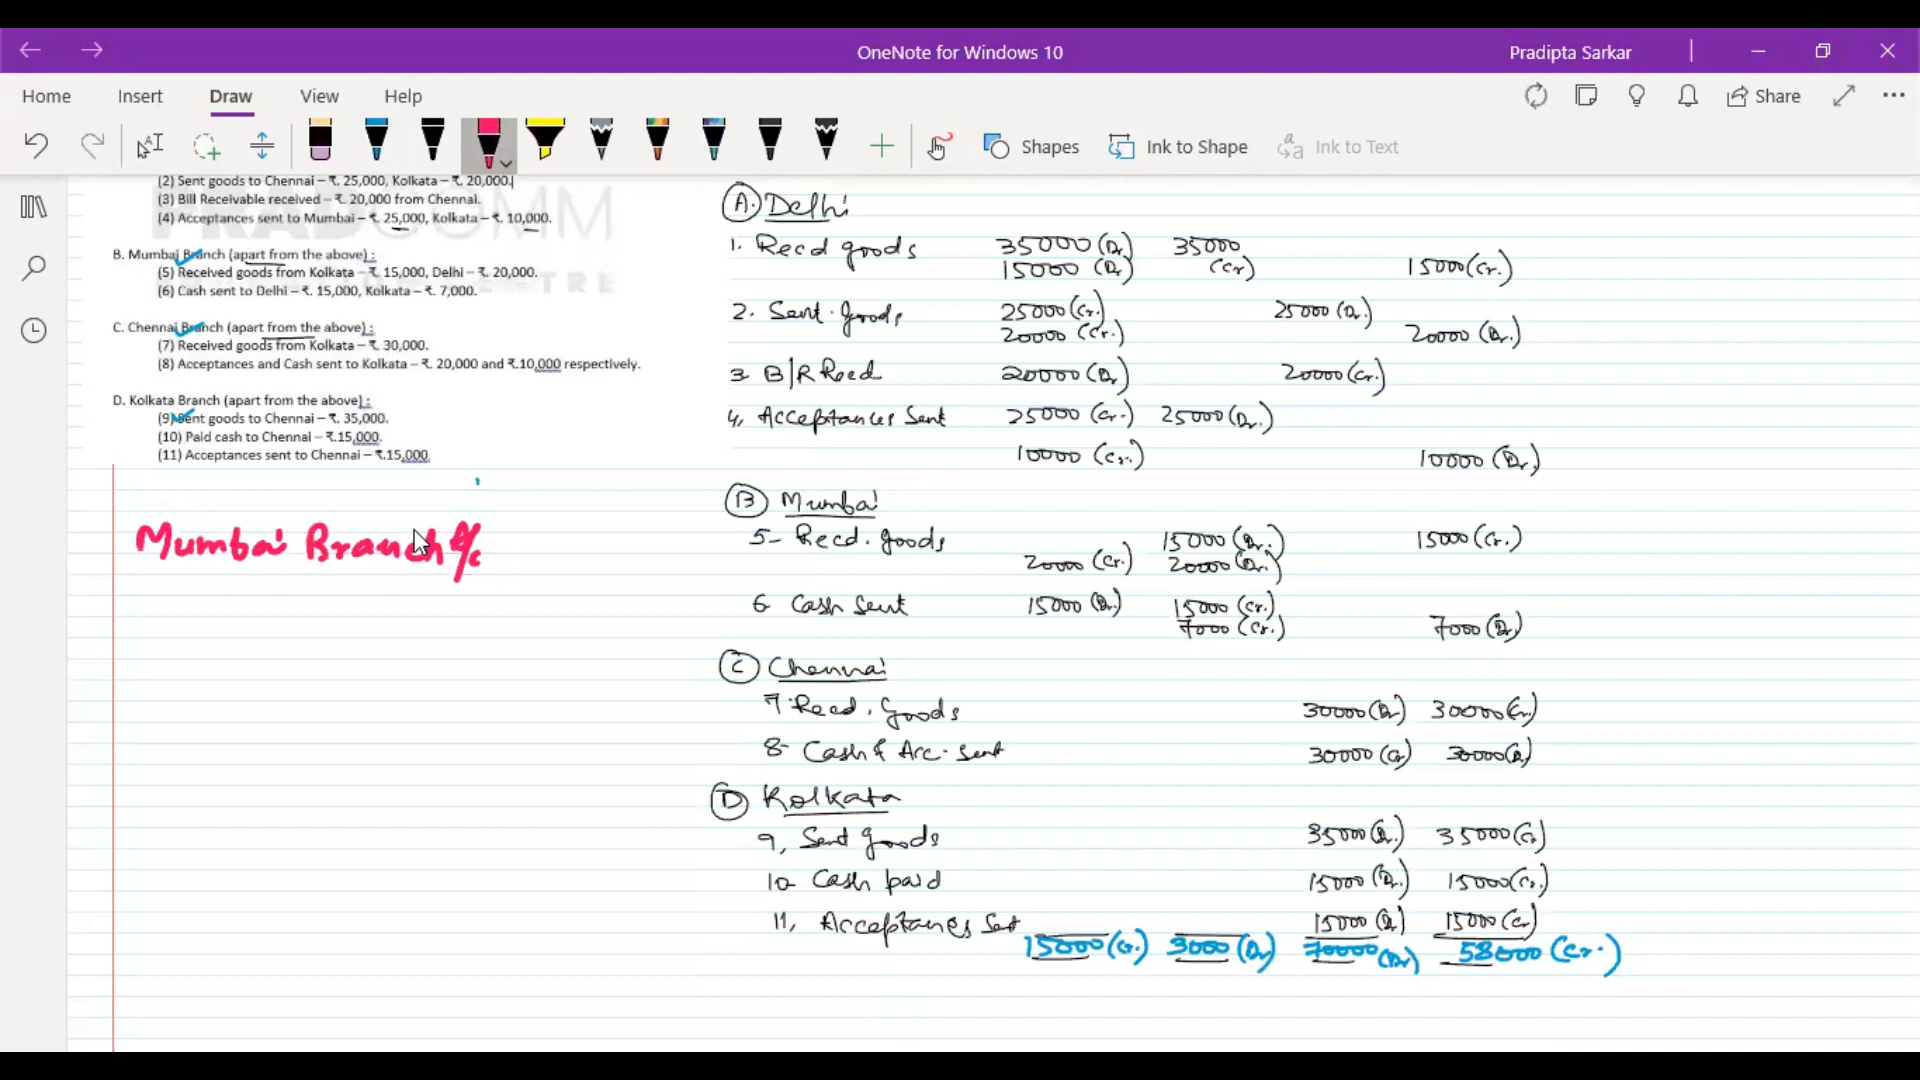 OneNote for Windows 10
Pradipta Sarkar
Home Insert Draw View Help
Share
Shapes Ink to Shape Ink to Text
(2) Sent goods to Chennai – ₹. 25,000, Kolkata – ₹. 20,000.
(3) Bill Receivable received – ₹. 20,000 from Chennai.
(4) Acceptances sent to Mumbai – ₹. 25,000, Kolkata – ₹. 10,000.
B. Mumbai Branch (apart from the above) :
(5) Received goods from Kolkata – ₹. 15,000, Delhi – ₹. 20,000.
(6) Cash sent to Delhi – ₹. 15,000, Kolkata – ₹. 7,000.
C. Chennai Branch (apart from the above) :
(7) Received goods from Kolkata – ₹. 30,000.
(8) Acceptances and Cash sent to Kolkata – ₹. 20,000 and ₹.10,000 respectively.
D. Kolkata Branch (apart from the above) :
(9) Sent goods to Chennai – ₹. 35,000.
(10) Paid cash to Chennai – ₹.15,000.
(11) Acceptances sent to Chennai – ₹.15,000.
Mumbai Branch A/c
A. Delhi
1. Recd goods 35000 (Dr) 35000
15000 (Dr) (Cr) 15000 (Cr.)
2. Sent. goods 25000 (Cr.) 25000 (Dr.)
20000 (Cr.) 20000 (Dr.)
3 B/R Recd 20000 (Dr) 20000 (Cr.)
4, Acceptances Sent 25000 (Cr.) 25000 (Dr.)
10000 (Cr.) 10000 (Dr.)
B Mumbai
5- Recd. goods 15000 (Dr.) 15000 (Cr.)
20000 (Cr.) 20000 (Dr.)
6 Cash Sent 15000 (Dr.) 15000 (Cr.)
7000 (Cr.) 7000 (Dr)
C Chennai
7. Recd. Goods 30000 (Dr) 30000 (Cr.)
8- Cash & Acc. sent 30000 (Cr) 30000 (Dr)
D Kolkata
9, Sent goods 35000 (Dr.) 35000 (Cr)
10- Cash paid 15000 (Dr.) 15000 (Cr.)
11, Acceptances Sent 15000 (Dr) 15000 (Cr)
15000 (Cr.) 3000 (Dr) 70000 (Dr) 58000 (Cr.)